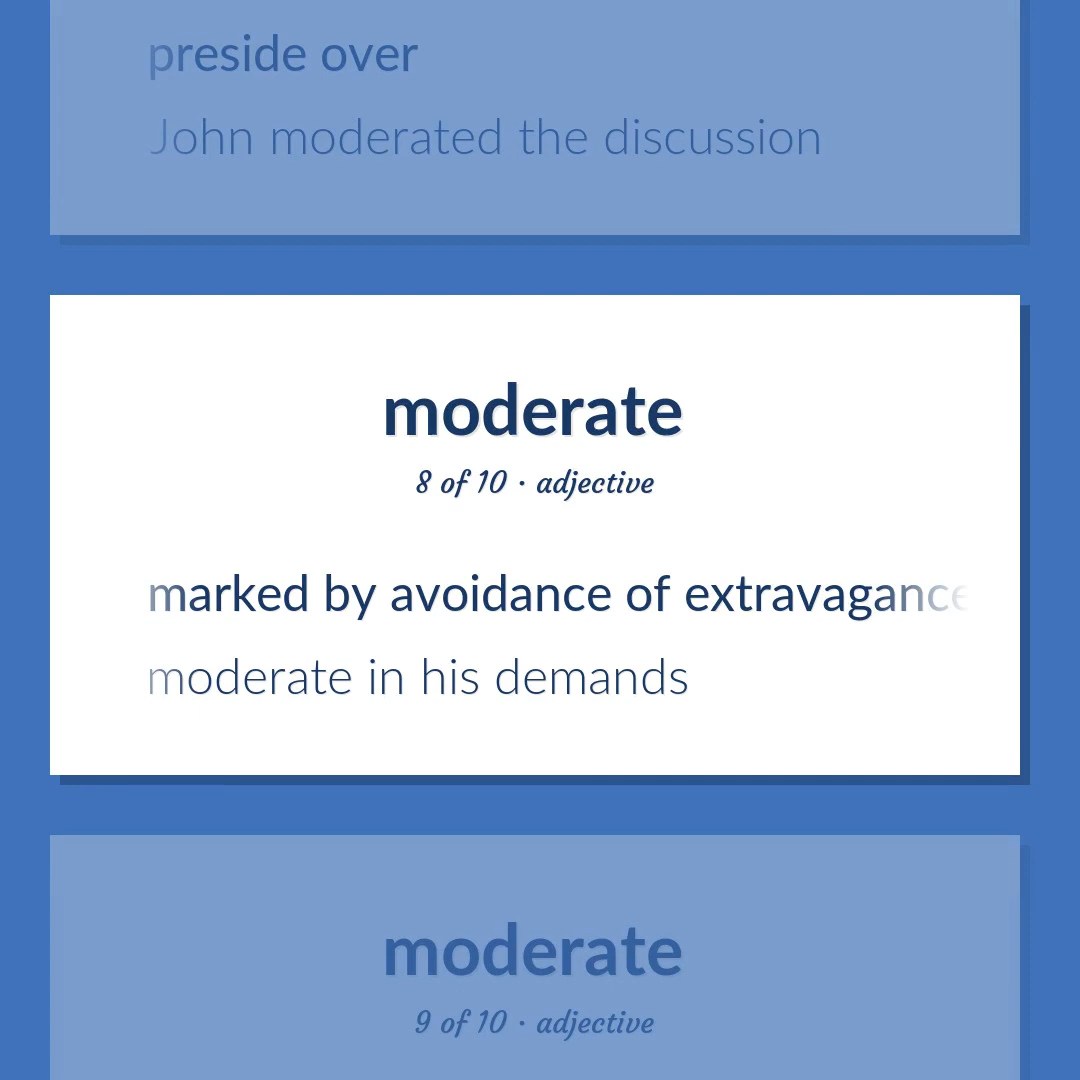 preside over
John moderated the discussion
moderate
8 of 10 · adjective
marked by avoidance of extravagance
moderate in his demands
moderate
9 of 10 · adjective